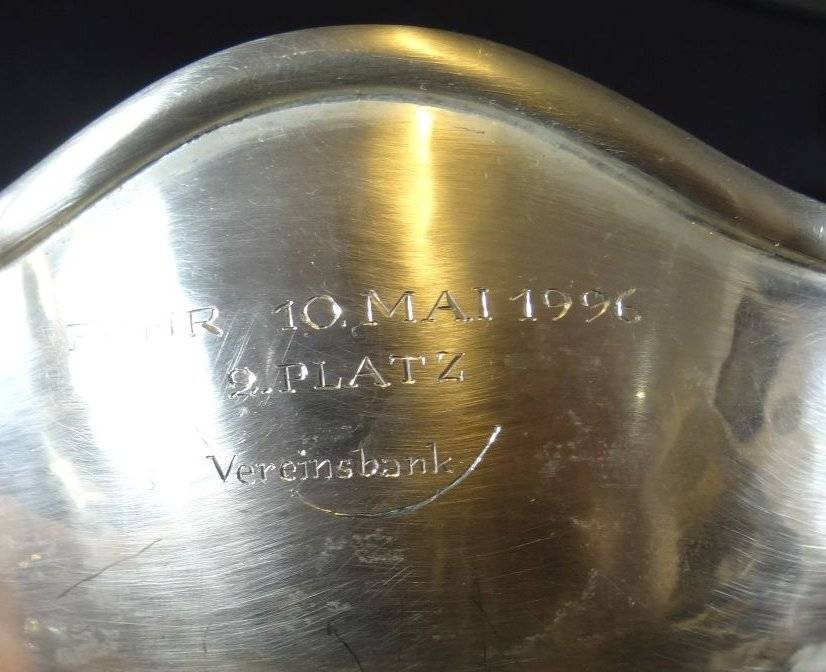 10. MAI 1996
2. PLATZ
Vereinsbank